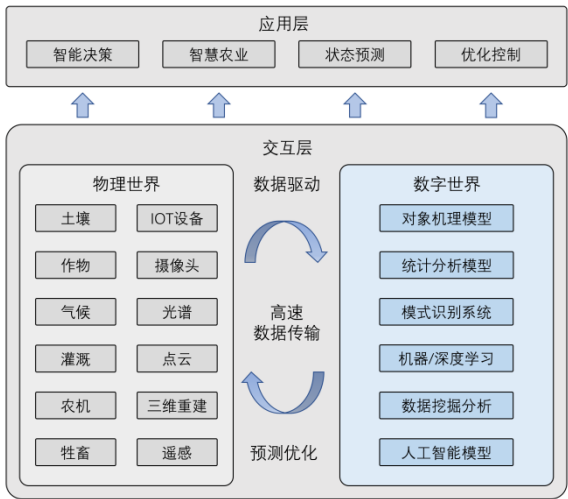 应用层
智能决策
智慧农业
状态预测
优化控制
交互层
物理世界
土壤
IOT设备
作物
摄像头
气候
光谱
灌溉
点云
农机
三维重建
牲畜
遥感
数据驱动
高速
数据传输
预测优化
数字世界
对象机理模型
统计分析模型
模式识别系统
机器/深度学习
数据挖掘分析
人工智能模型